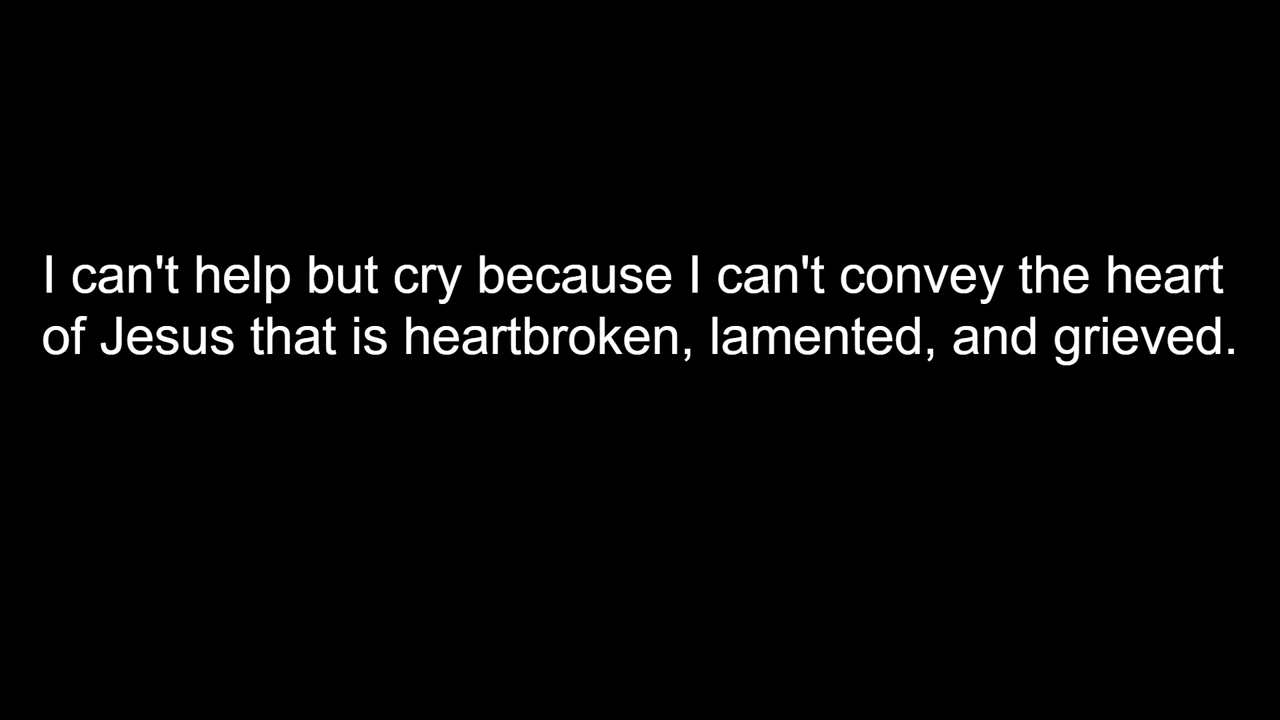 I can't help but cry because I can't convey the heart
of Jesus that is heartbroken, lamented, and grieved.